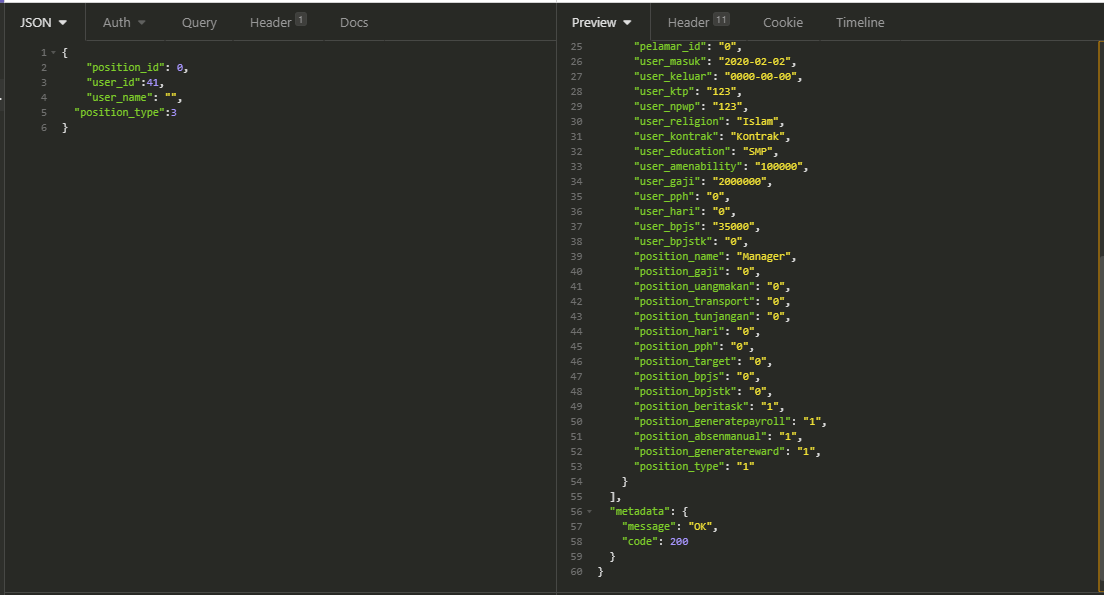 JSON Auth Query Header 1 Docs
1 {
2 "position_id": 0,
3 "user_id":41,
4 "user_name": "",
5 "position_type":3
6 }
Preview Header 11 Cookie Timeline
25 "pelamar_id": "0",
26 "user_masuk": "2020-02-02",
27 "user_keluar": "0000-00-00",
28 "user_ktp": "123",
29 "user_npwp": "123",
30 "user_religion": "Islam",
31 "user_kontrak": "Kontrak",
32 "user_education": "SMP",
33 "user_amenability": "100000",
34 "user_gaji": "2000000",
35 "user_pph": "0",
36 "user_hari": "0",
37 "user_bpjs": "35000",
38 "user_bpjstk": "0",
39 "position_name": "Manager",
40 "position_gaji": "0",
41 "position_uangmakan": "0",
42 "position_transport": "0",
43 "position_tunjangan": "0",
44 "position_hari": "0",
45 "position_pph": "0",
46 "position_target": "0",
47 "position_bpjs": "0",
48 "position_bpjstk": "0",
49 "position_beritask": "1",
50 "position_generatepayroll": "1",
51 "position_absenmanual": "1",
52 "position_generatereward": "1",
53 "position_type": "1"
54 }
55 ],
56 "metadata": {
57 "message": "OK",
58 "code": 200
59 }
60 }